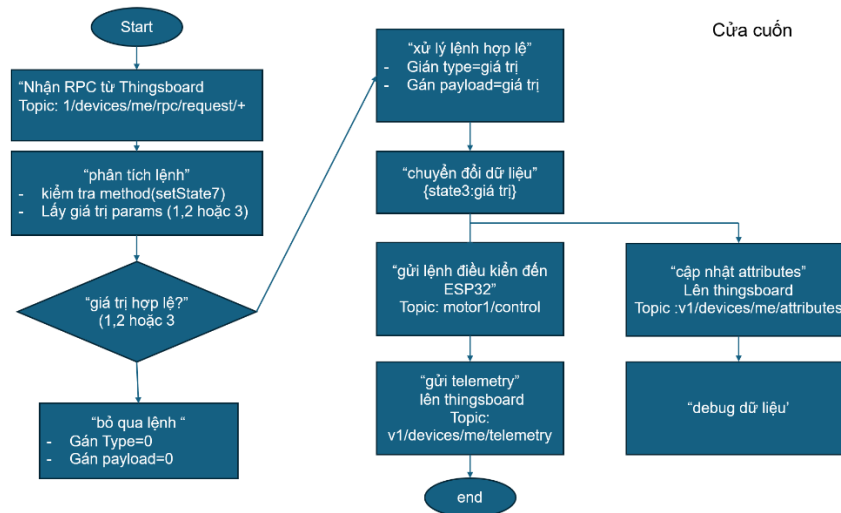 Start
“Nhận RPC từ Thingsboard
Topic: 1/devices/me/rpc/request/+
“phân tích lệnh”
- kiểm tra method(setState7)
- Lấy giá trị params (1,2 hoặc 3)
“giá trị hợp lệ?”
(1,2 hoặc 3
“bỏ qua lệnh “
- Gán Type=0
- Gán payload=0
“xử lý lệnh hợp lệ”
- Gián type=giá trị
- Gán payload=giá trị
“chuyển đổi dữ liệu”
{state3:giá trị}
“gửi lệnh điều kiển đến
ESP32”
Topic: motor1/control
“gửi telemetry”
lên thingsboard
Topic:
v1/devices/me/telemetry
end
Cửa cuốn
“cập nhật attributes”
Lên thingsboard
Topic :v1/devices/me/attributes
“debug dữ liệu’